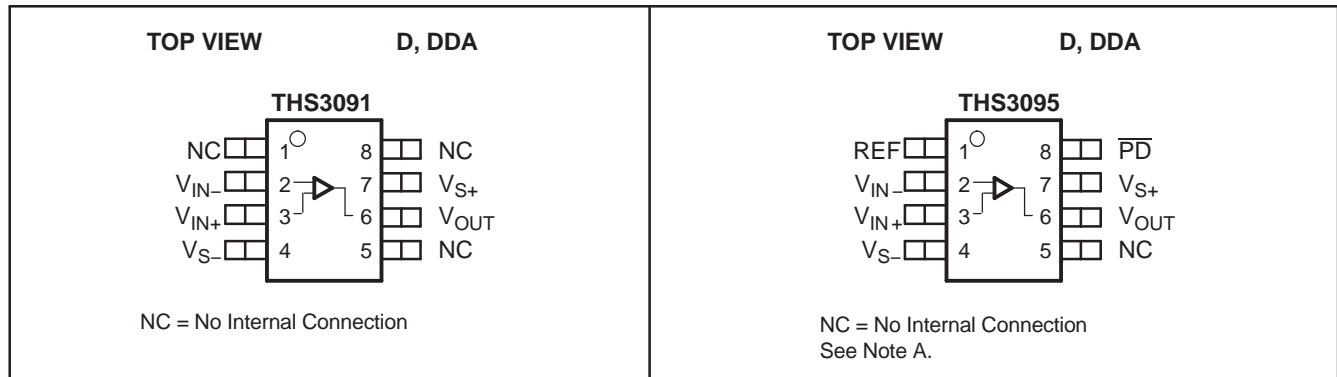 TOP VIEW D, DDA
THS3091
NC 1 8 NC
VIN− 2 7 VS+
VIN+ 3 6 VOUT
VS− 4 5 NC
NC = No Internal Connection
TOP VIEW D, DDA
THS3095
REF 1 8 P̅D̅
VIN− 2 7 VS+
VIN+ 3 6 VOUT
VS− 4 5 NC
NC = No Internal Connection
See Note A.